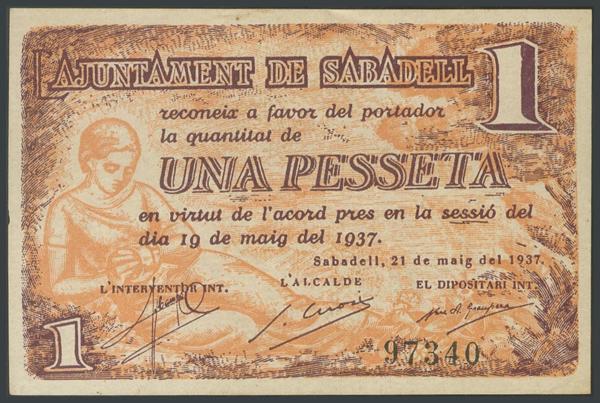 AJUNTAMENT DE SABADELL
1
reconeix a favor del portador
la quantitat de
UNA PESSETA
en virtut de l'acord pres en la sessió del
dia 19 de maig del 1937.
Sabadell, 21 de maig del 1937.
L'INTERVENTOR INT.
L'ALCALDE
EL DIPOSITARI INT.
1
97340